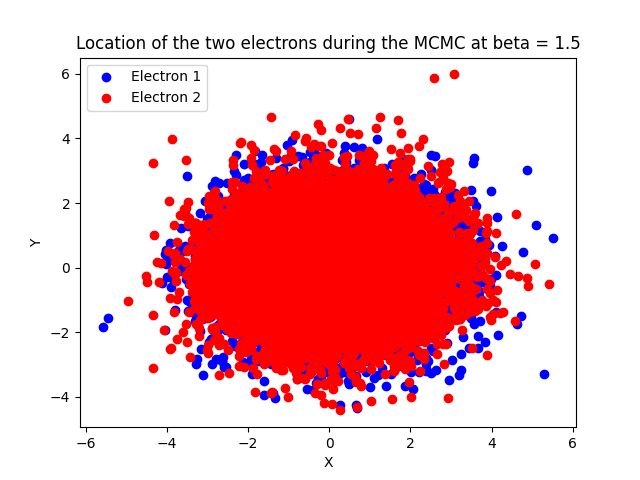 Location of the two electrons during the MCMC at beta = 1.5
Electron 1
Electron 2
6
4
2
0
−2
−4
Y
−6
−4
−2
0
2
4
6
X